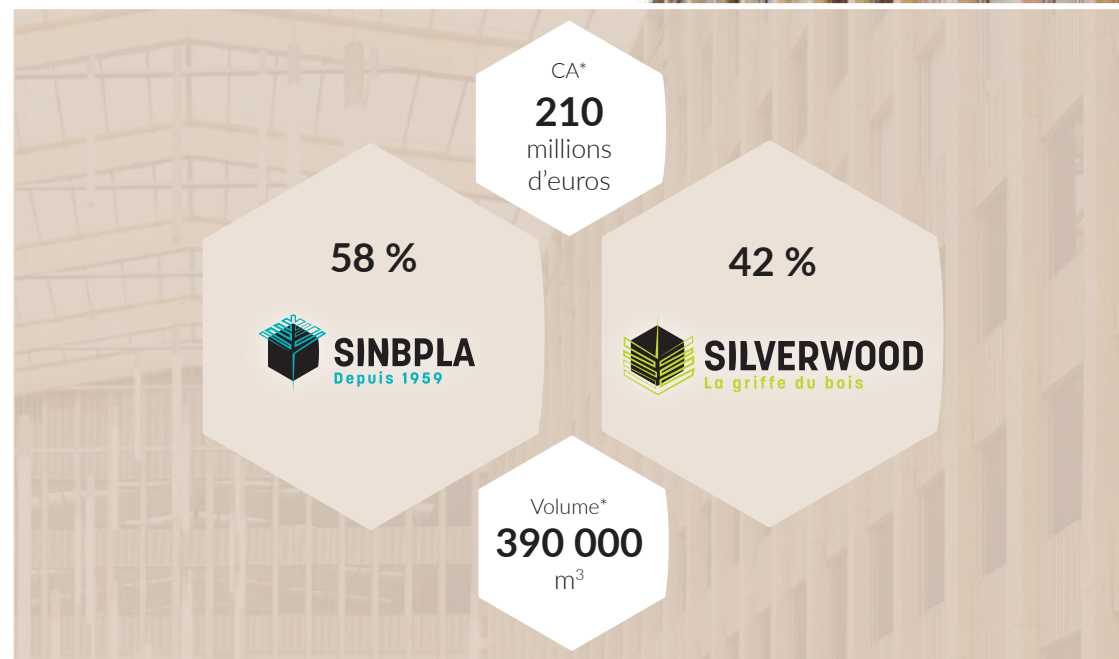 CA*
210
millions
d'euros
58 %
SINBPLA
Depuis 1959
42 %
SILVERWOOD
La griffe du bois
Volume*
390 000
m³